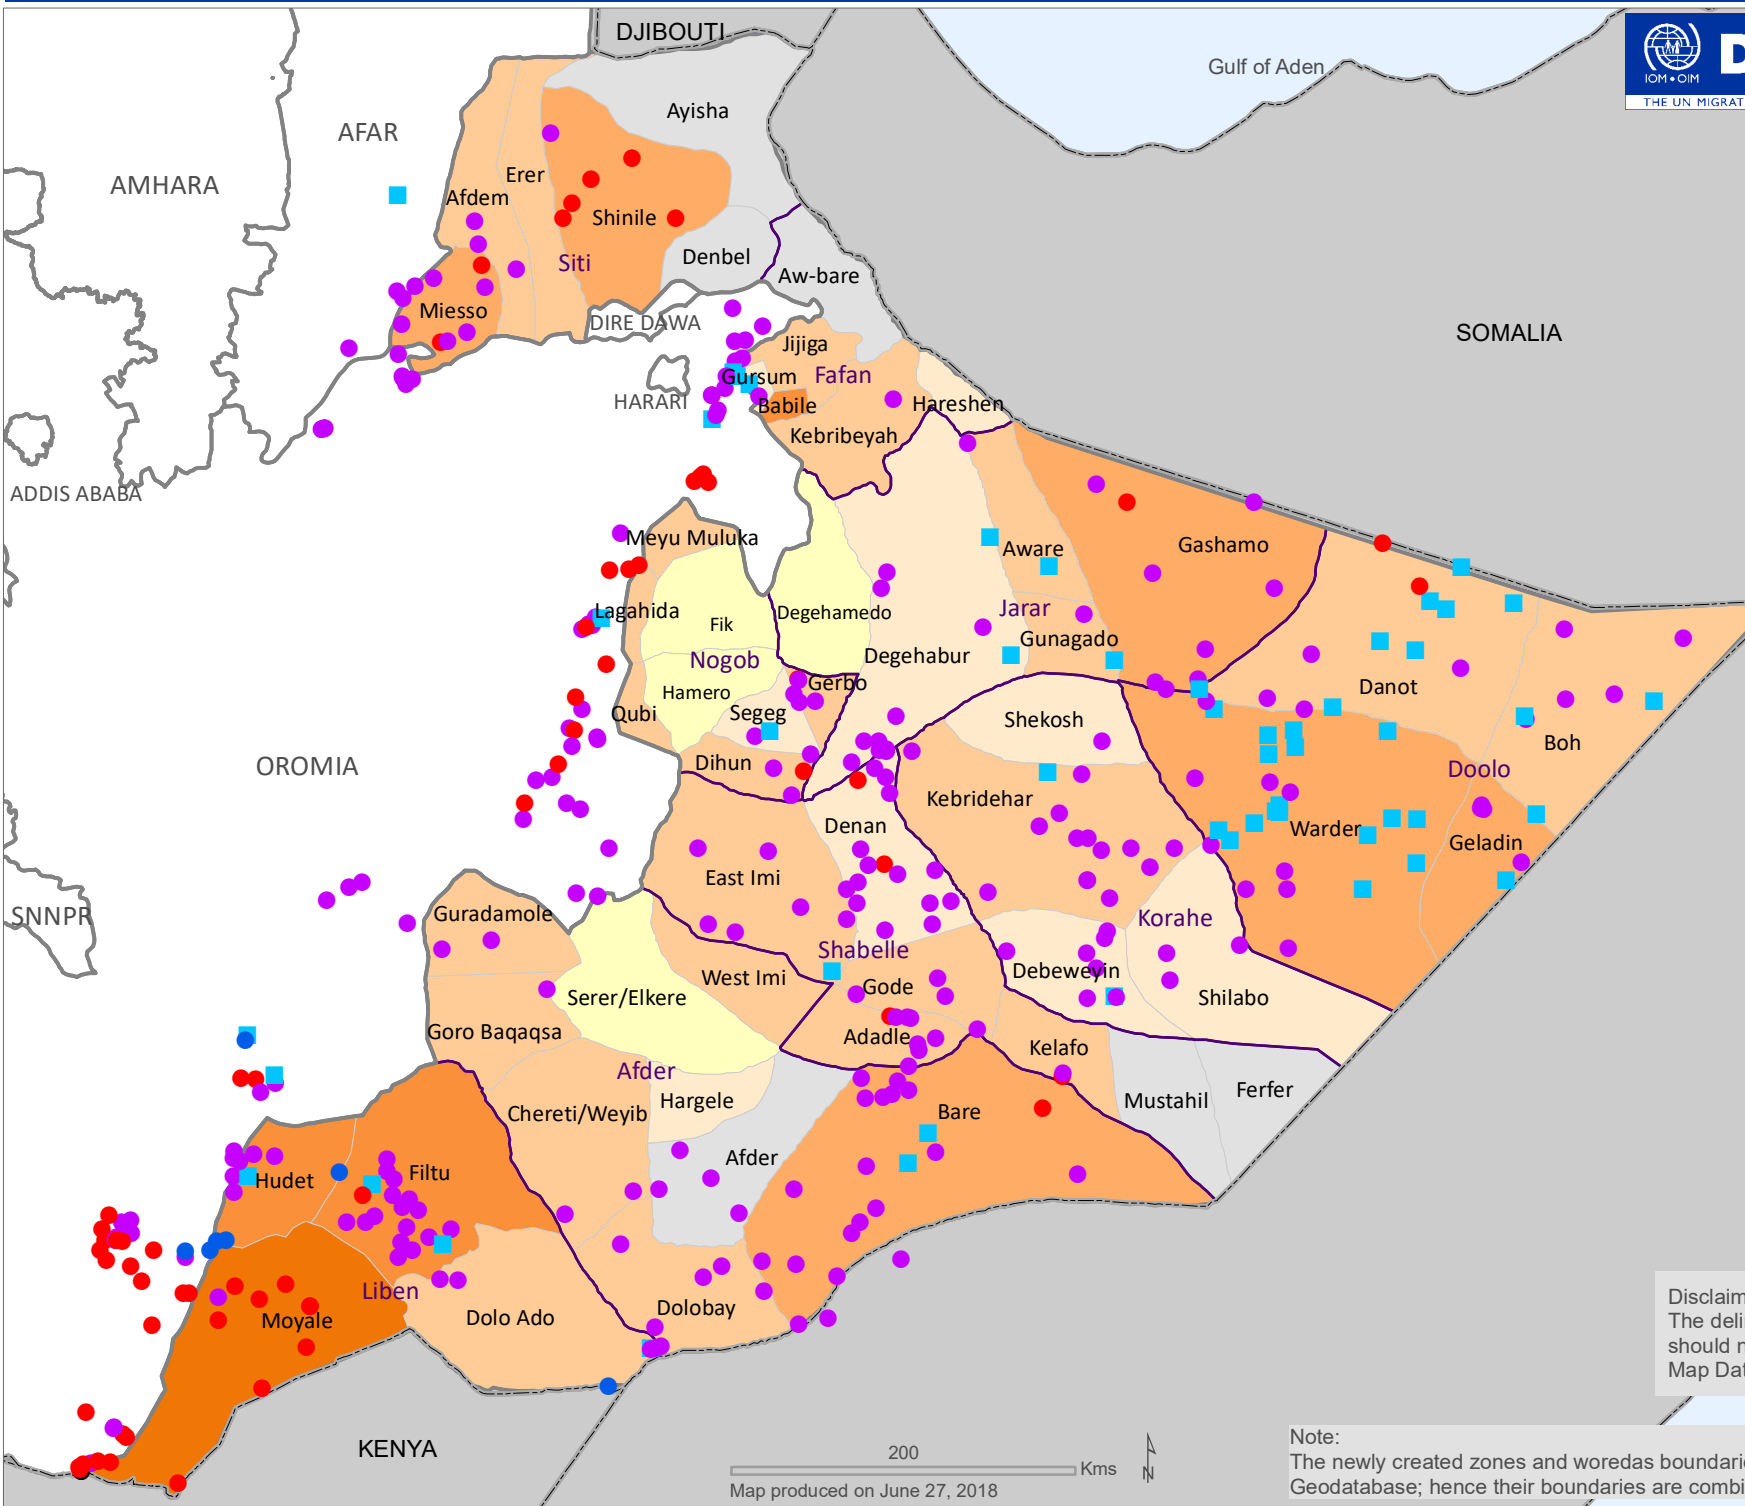 DJIBOUTI
Gulf of Aden
IOM • OIM
THE UN MIGRAT
AFAR
Ayisha
AMHARA
Erer
Afdem
Shinile
Siti
Denbel
Aw-bare
Miesso
DIRE DAWA
SOMALIA
Jijiga
Gursum
Fafan
HARARI
Babile
Hareshen
Kebribeyah
ADDIS ABABA
Meyu Muluka
Aware
Gashamo
Lagahida
Fik
Degehamedo
Jarar
Gunagado
Degehabur
Nogob
Hamero
Gerbo
Danot
Qubi
Segeg
Shekosh
Boh
Dihun
OROMIA
Doolo
Kebridehar
Denan
Warder
Geladin
East Imi
Guradamole
SNNPR
Korahe
Shabelle
West Imi
Debeweyin
Gode
Serer/Elkere
Shilabo
Goro Baqaqsa
Adadle
Kelafo
Afder
Hargele
Chereti/Weyib
Bare
Mustahil
Ferfer
Afder
Hudet
Filtu
Liben
Moyale
Dolo Ado
Dolobay
Disclaim
The deli
should n
Map Dat
KENYA
200
Kms
N
Map produced on June 27, 2018
Note:
The newly created zones and woredas boundarie
Geodatabase; hence their boundaries are combi